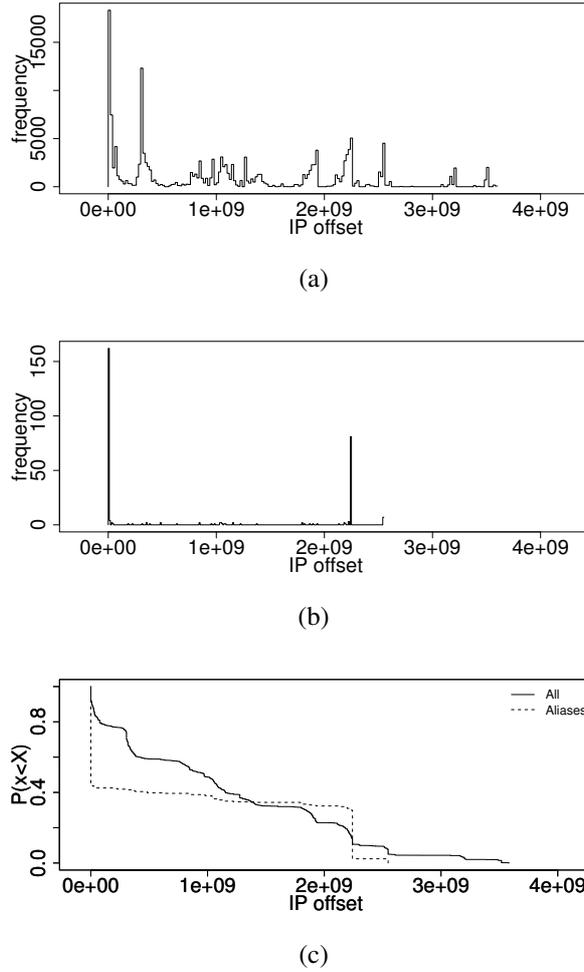 15000
5000
0
frequency
0e+00 1e+09 2e+09 3e+09 4e+09
IP offset
(a)
150
100
50
0
frequency
0e+00 1e+09 2e+09 3e+09 4e+09
IP offset
(b)
All
Aliases
0.8
0.4
0.0
P(x<X)
0e+00 1e+09 2e+09 3e+09 4e+09
IP offset
(c)